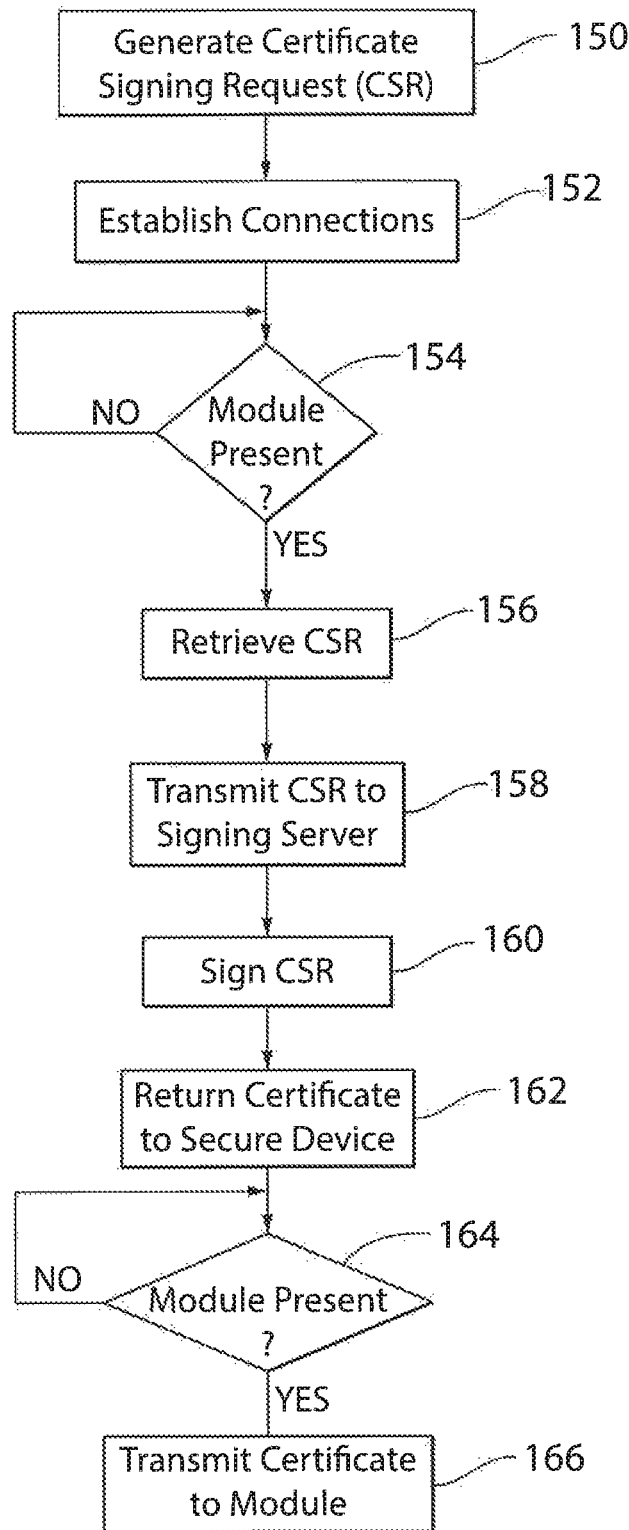 Generate Certificate
Signing Request (CSR)
150
Establish Connections
152
154
NO
Module
Present
?
YES
Retrieve CSR
156
Transmit CSR to
Signing Server
158
Sign CSR
160
Return Certificate
to Secure Device
162
164
NO
Module Present
?
YES
Transmit Certificate
to Module
166